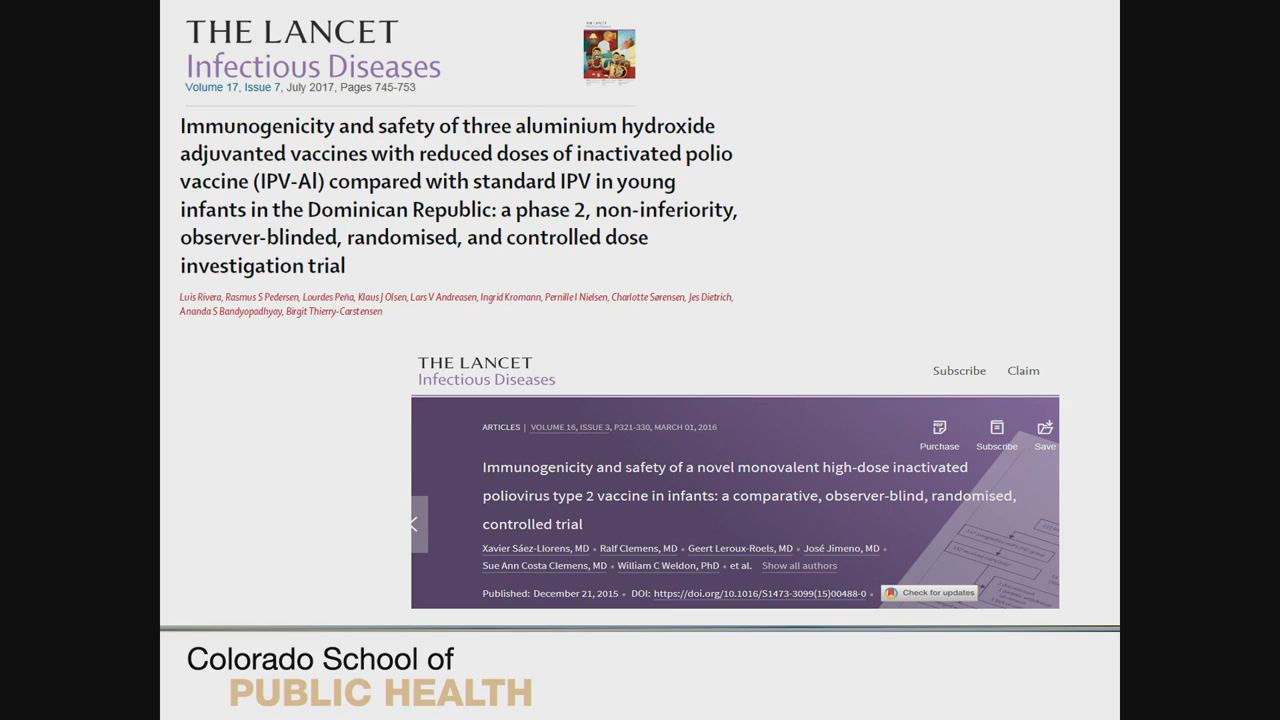 THE LANCET
Infectious Diseases
Volume 17, Issue 7, July 2017, Pages 745-753
Immunogenicity and safety of three aluminium hydroxide
adjuvanted vaccines with reduced doses of inactivated polio
vaccine (IPV-Al) compared with standard IPV in young
infants in the Dominican Republic: a phase 2, non-inferiority,
observer-blinded, randomised, and controlled dose
investigation trial
Luis Rivera, Rasmus S Pedersen, Lourdes Peña, Klaus J Olsen, Lars V Andreasen, Ingrid Kromann, Pernille I Nielsen, Charlotte Sørensen, Jes Dietrich,
Ananda S Bandyopadhyay, Birgit Thierry-Carstensen
THE LANCET
Infectious Diseases
Subscribe Claim
ARTICLES | VOLUME 16, ISSUE 3, P321-330, MARCH 01, 2016
Purchase Subscribe Save
Immunogenicity and safety of a novel monovalent high-dose inactivated
poliovirus type 2 vaccine in infants: a comparative, observer-blind, randomised,
controlled trial
Xavier Sáez-Llorens, MD • Ralf Clemens, MD • Geert Leroux-Roels, MD • José Jimeno, MD •
Sue Ann Costa Clemens, MD • William C Weldon, PhD • et al. Show all authors
Published: December 21, 2015 • DOI: https://doi.org/10.1016/S1473-3099(15)00488-0 •
Check for updates
Colorado School of
PUBLIC HEALTH